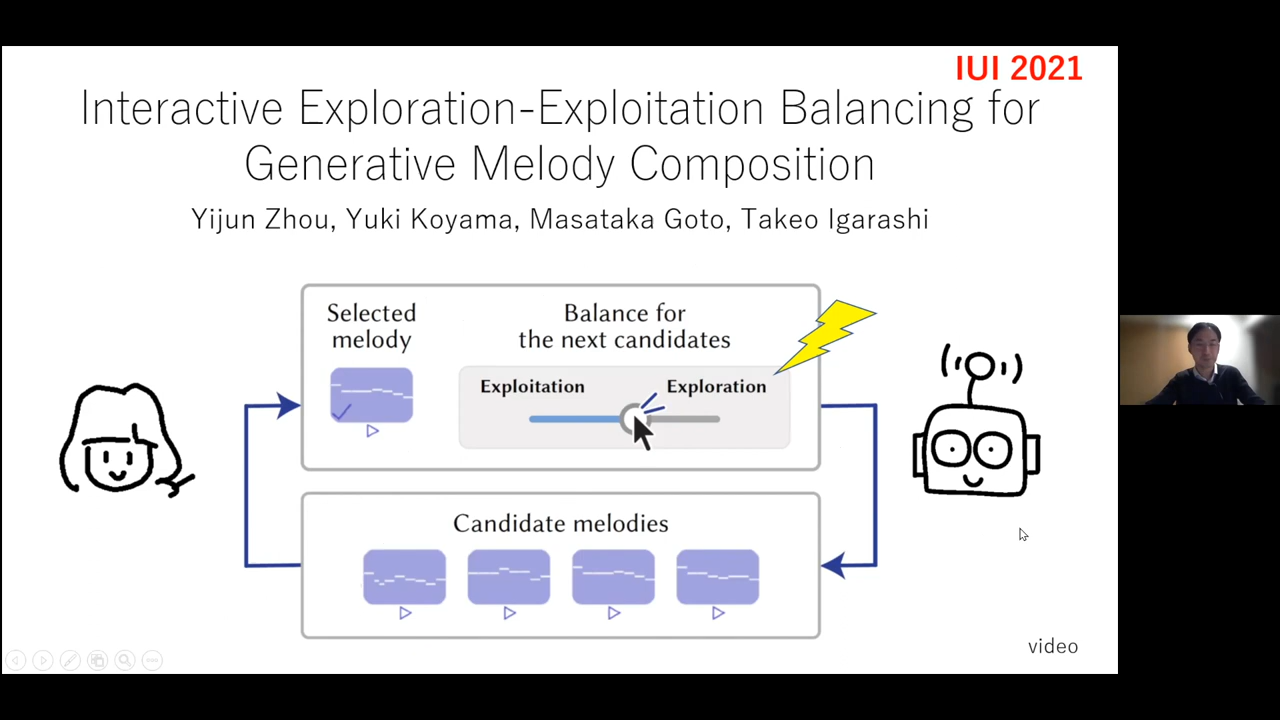 IUI 2021
Interactive Exploration-Exploitation Balancing for
Generative Melody Composition
Yijun Zhou, Yuki Koyama, Masataka Goto, Takeo Igarashi
Selected
melody
Balance for
the next candidates
Exploitation
Exploration
Candidate melodies
video